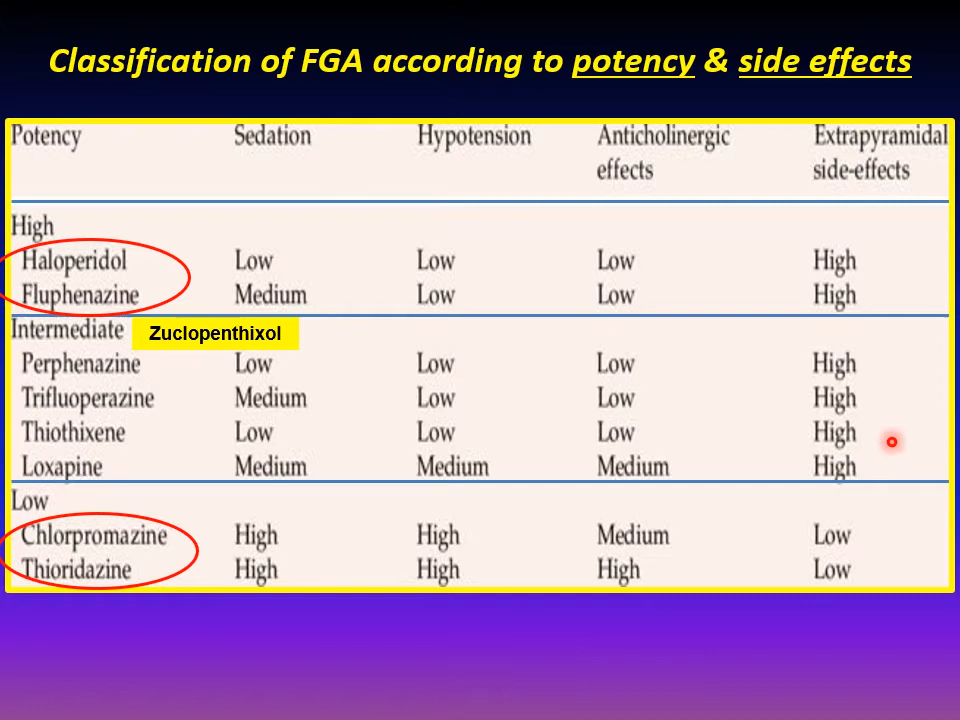 Classification of FGA according to potency & side effects
Potency Sedation Hypotension Anticholinergic effects Extrapyramidal side-effects
High
Haloperidol Low Low Low High
Fluphenazine Medium Low Low High
Intermediate Zuclopenthixol
Perphenazine Low Low Low High
Trifluoperazine Medium Low Low High
Thiothixene Low Low Low High
Loxapine Medium Medium Medium High
Low
Chlorpromazine High High Medium Low
Thioridazine High High High Low